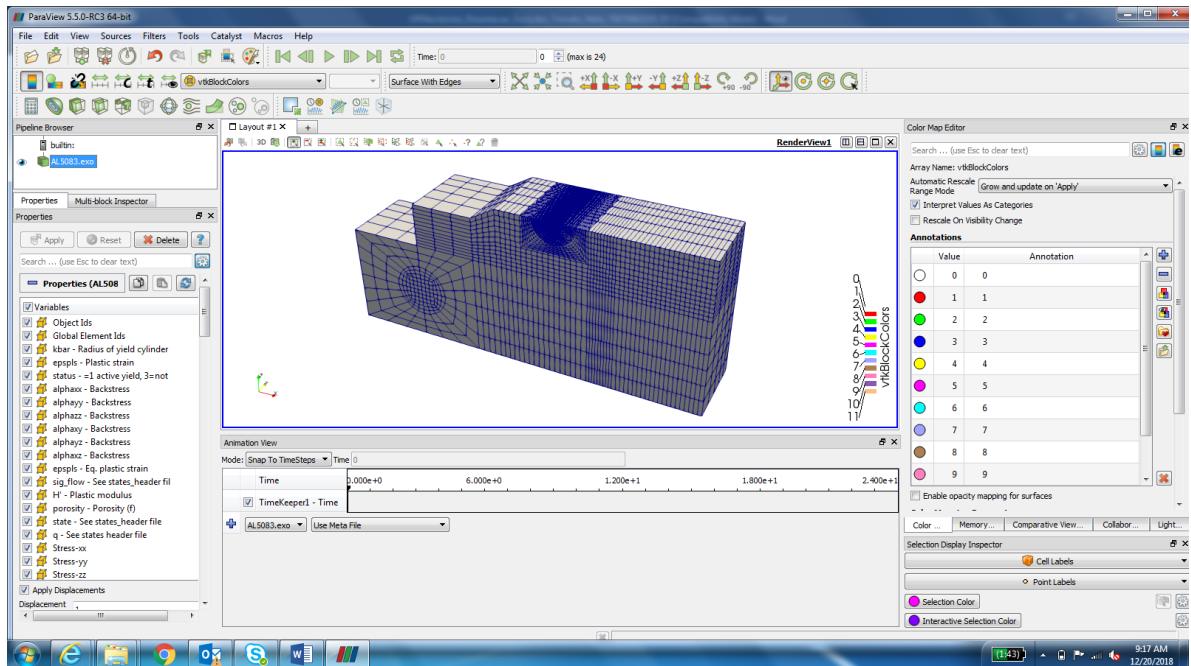 ParaView 5.5.0-RC3 64-bit
File Edit View Sources Filters Tools Catalyst Macros Help
Time: 0 0 (max is 24)
vtkBlockColors Surface With Edges +X -X +Y -Y +Z -Z +90 -90
Pipeline Browser
builtin:
AL5083.exo
Properties Multi-block Inspector
Properties
Apply Reset Delete ?
Search ... (use Esc to clear text)
Properties (AL508
Variables
Object Ids
Global Element Ids
kbar - Radius of yield cylinder
epspls - Plastic strain
status - =1 active yield, 3=not
alphaxx - Backstress
alphayy - Backstress
alphazz - Backstress
alphaxy - Backstress
alphayz - Backstress
alphaxz - Backstress
epspls - Eq. plastic strain
sig_flow - See states_header fil
H' - Plastic modulus
porosity - Porosity (f)
state - See states_header file
q - See states header file
Stress-xx
Stress-yy
Stress-zz
Apply Displacements
Displacement 1
Layout #1 X +
3D RenderView1
0
1
2
3
4
5
6
7
8
9
10
11
vtkBlockColors
Animation View
Mode: Snap To TimeSteps Time 0
Time 0.000e+0 6.000e+0 1.200e+1 1.800e+1 2.400e+1
TimeKeeper1 - Time
AL5083.exo Use Meta File
Color Map Editor
Search ... (use Esc to clear text)
Array Name: vtkBlockColors
Automatic Rescale
Range Mode Grow and update on 'Apply'
Interpret Values As Categories
Rescale On Visibility Change
Annotations
Value Annotation
0 0
1 1
2 2
3 3
4 4
5 5
6 6
7 7
8 8
9 9
Enable opacity mapping for surfaces
Color ... Memory... Comparative View... Collabor... Light...
Selection Display Inspector
Cell Labels
Point Labels
Selection Color
Interactive Selection Color
(1:43) 9:17 AM
12/20/2018